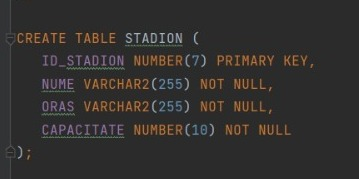 CREATE TABLE STADION (
ID_STADION NUMBER(7) PRIMARY KEY,
NUME VARCHAR2(255) NOT NULL,
ORAS VARCHAR2(255) NOT NULL,
CAPACITATE NUMBER(10) NOT NULL
);